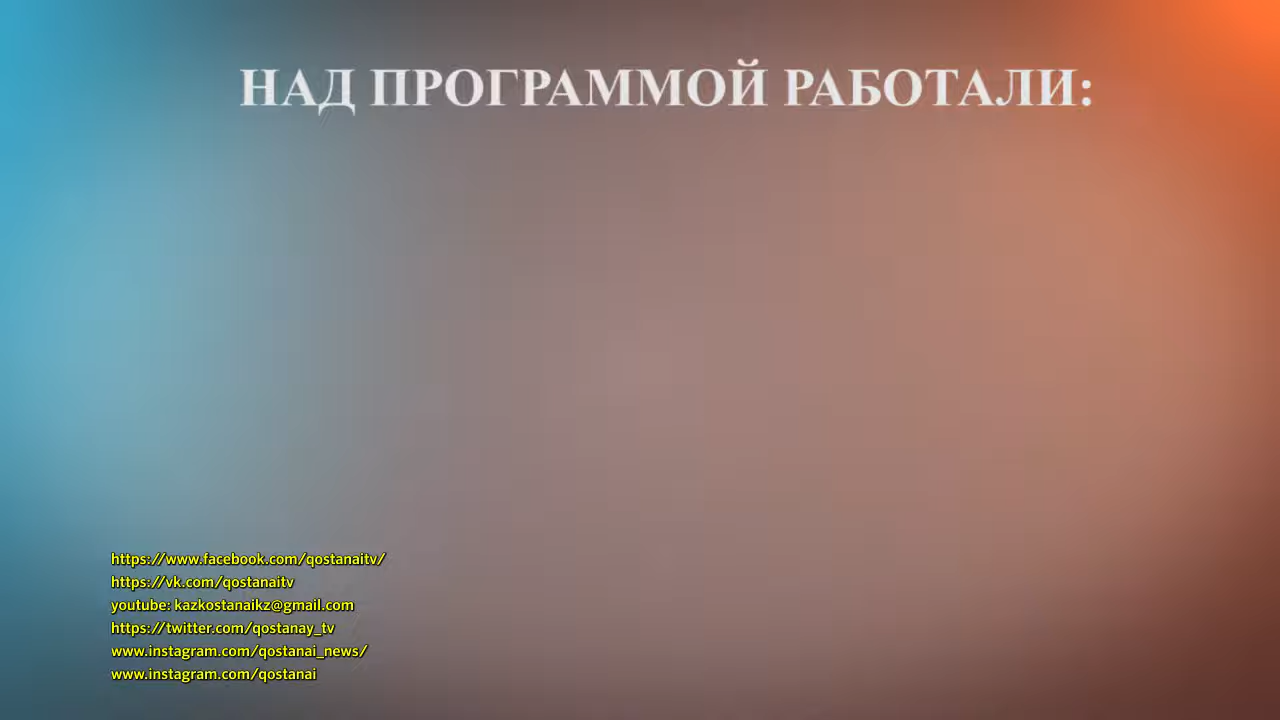 НАД ПРОГРАММОЙ РАБОТАЛИ:
https://www.facebook.com/qostanaitv/
https://vk.com/qostanaitv
youtube: kazkostanaikz@gmail.com
https://twitter.com/qostanay_tv
www.instagram.com/qostanai_news/
www.instagram.com/qostanai